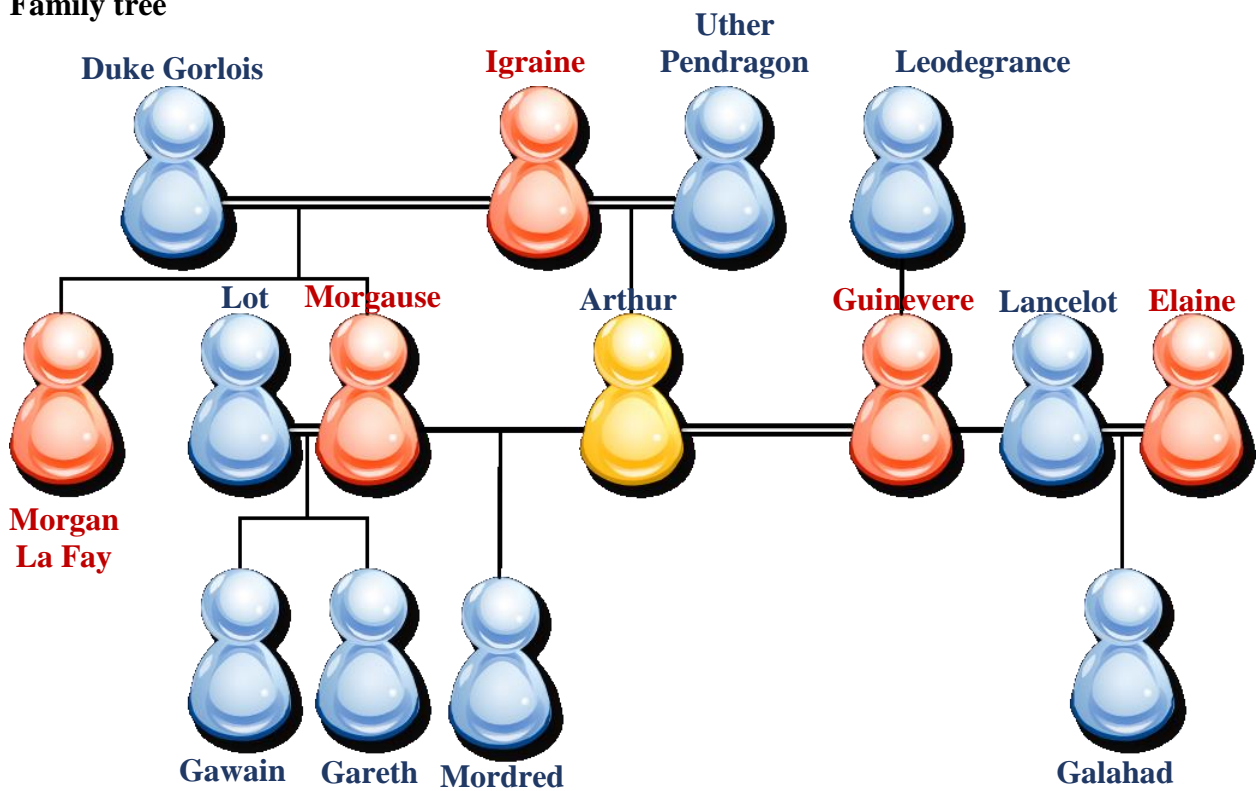 Family tree
Duke Gorlois
Igraine
Uther
Pendragon
Leodegrance
Lot
Morgause
Arthur
Guinevere
Lancelot
Elaine
Morgan
La Fay
Gawain
Gareth
Mordred
Galahad